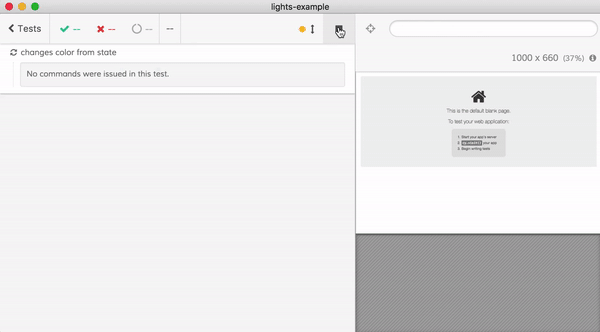 lights-example
Tests
--
--
--
--
changes color from state
No commands were issued in this test.
1000 x 660 (37%)
This is the default blank page.
To test your web application:
1. Start your app's server
2. cy.visit() your app
3. Begin writing tests